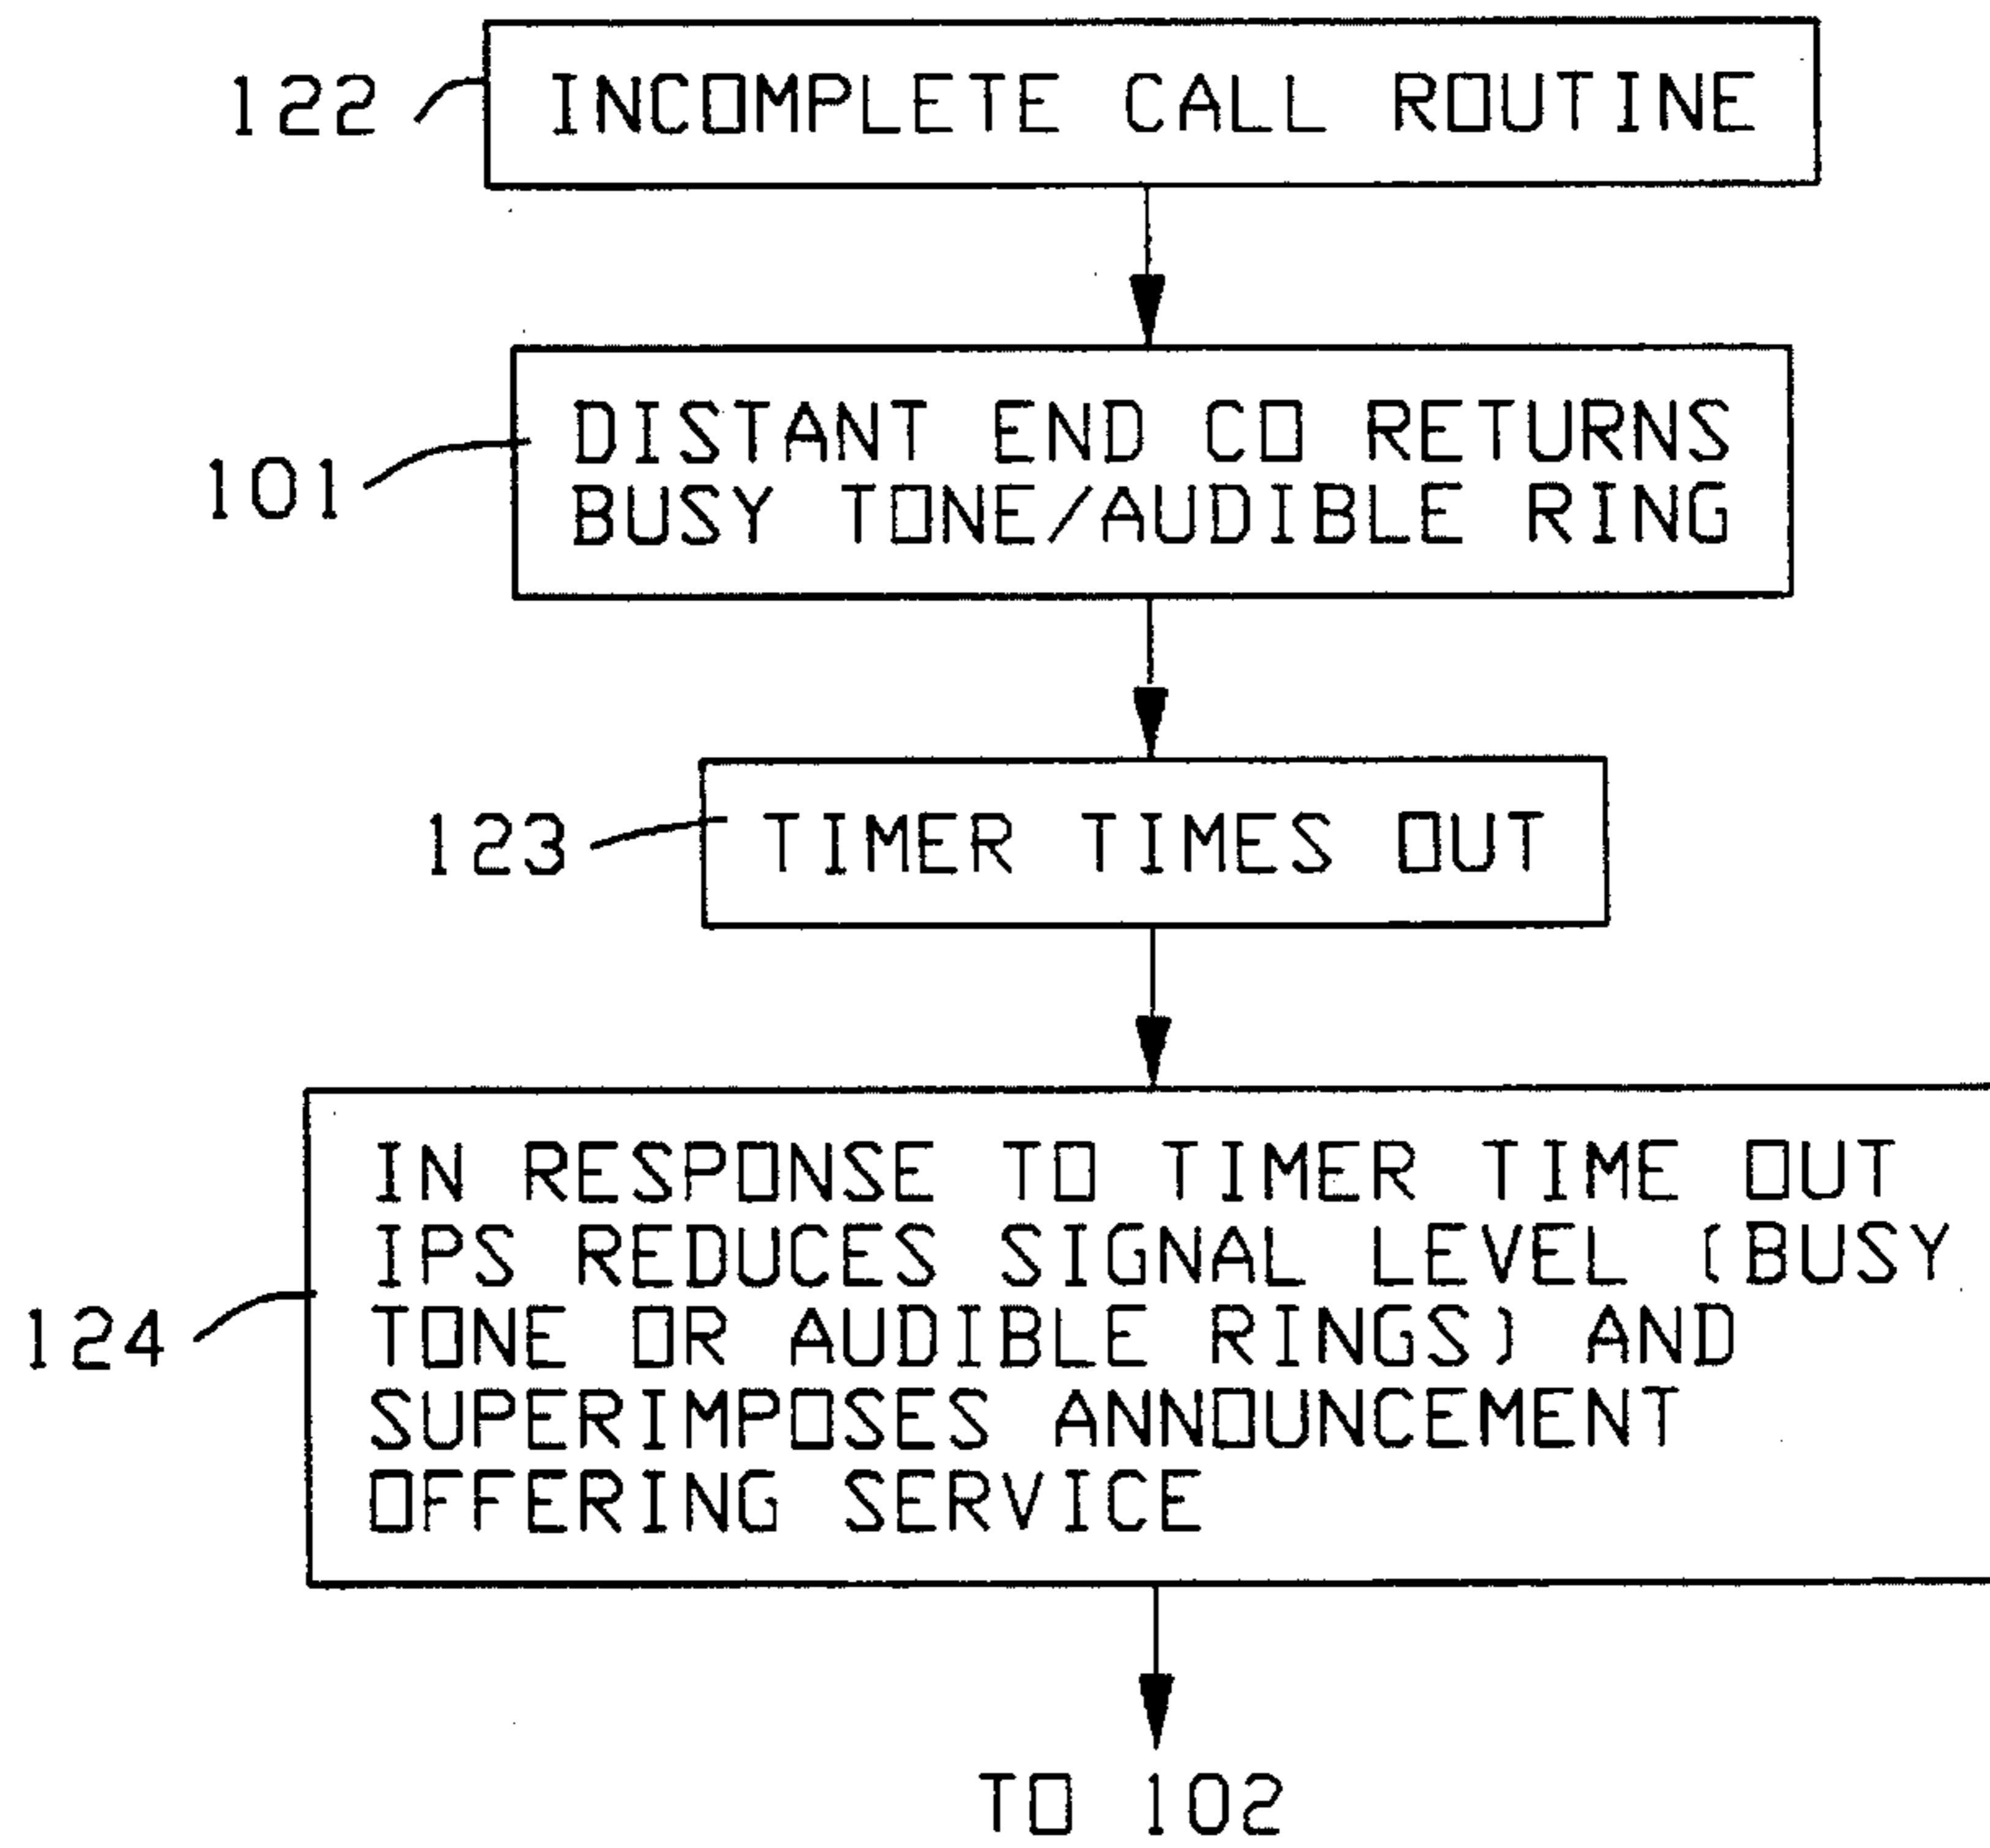 122
INCOMPLETE CALL ROUTINE
101
DISTANT END CO RETURNS
BUSY TONE/AUDIBLE RING
123
TIMER TIMES OUT
124
IN RESPONSE TO TIMER TIME OUT
IPS REDUCES SIGNAL LEVEL (BUSY
TONE OR AUDIBLE RINGS) AND
SUPERIMPOSES ANNOUNCEMENT
OFFERING SERVICE
TO 102